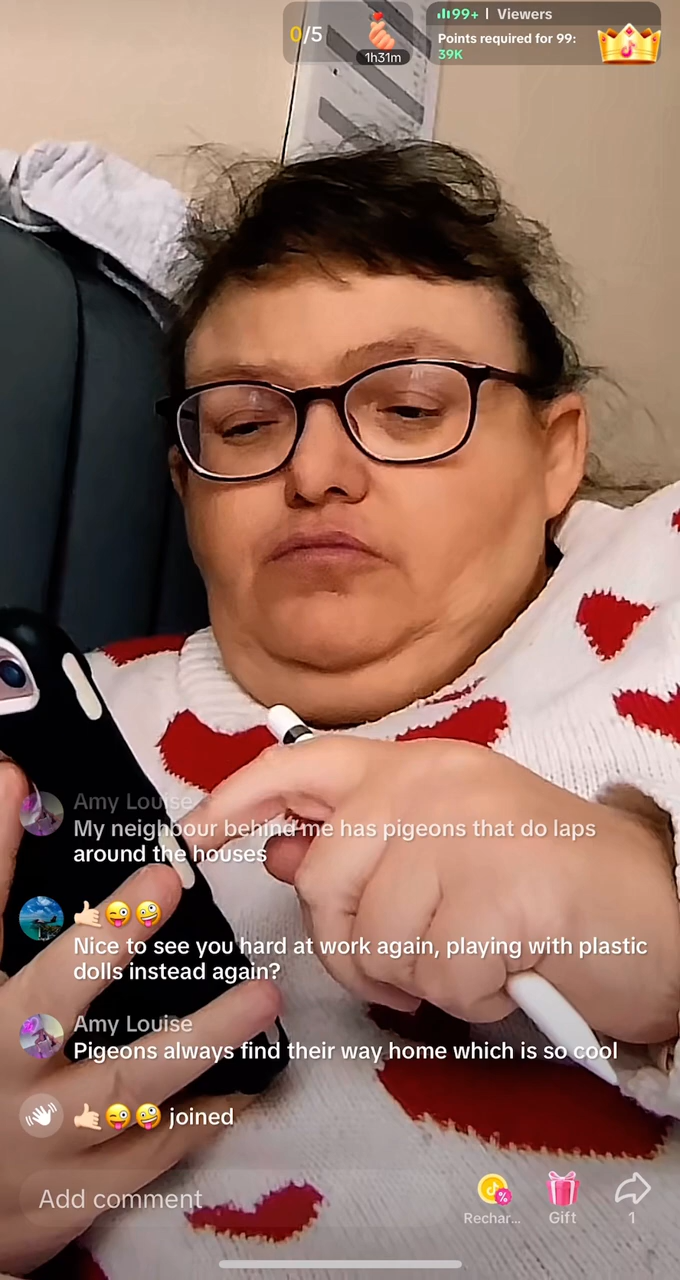 0/5
1h31m
99+ | Viewers
Points required for 99:
39K
Amy Louise
My neighbour behind me has pigeons that do laps
around the houses
🤙🏻😜🤪
Nice to see you hard at work again, playing with plastic
dolls instead again?
Amy Louise
Pigeons always find their way home which is so cool
🤙🏻😜🤪 joined
Add comment
Rechar...
Gift
1